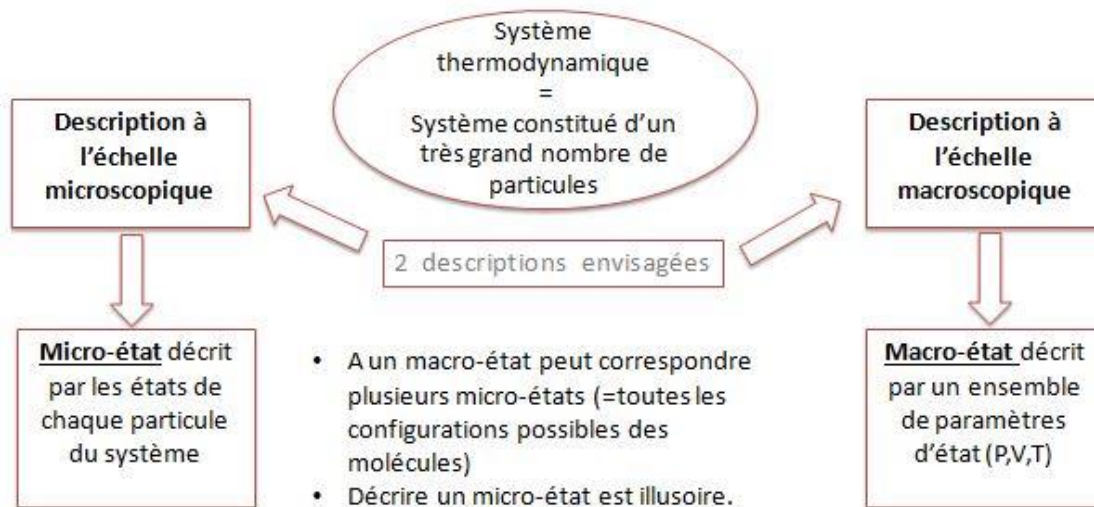 Système
thermodynamique
=
Système constitué d’un
très grand nombre de
particules
Description à
l’échelle
microscopique
Description à
l’échelle
macroscopique
2 descriptions envisagées
Micro-état décrit
par les états de
chaque particule
du système
• A un macro-état peut correspondre
plusieurs micro-états (=toutes les
configurations possibles des
molécules)
• Décrire un micro-état est illusoire.
Macro-état décrit
par un ensemble
de paramètres
d’état (P,V,T)